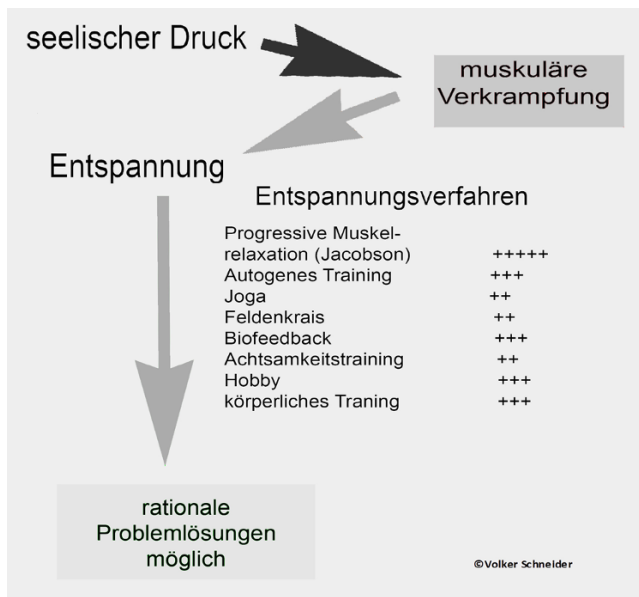 seelischer Druck
muskuläre
Verkrampfung
Entspannung
Entspannungsverfahren
Progressive Muskel-
relaxation (Jacobson) +++++
Autogenes Training +++
Joga ++
Feldenkrais ++
Biofeedback +++
Achtsamkeitstraining ++
Hobby +++
körperliches Traning +++
rationale
Problemlösungen
möglich
©Volker Schneider